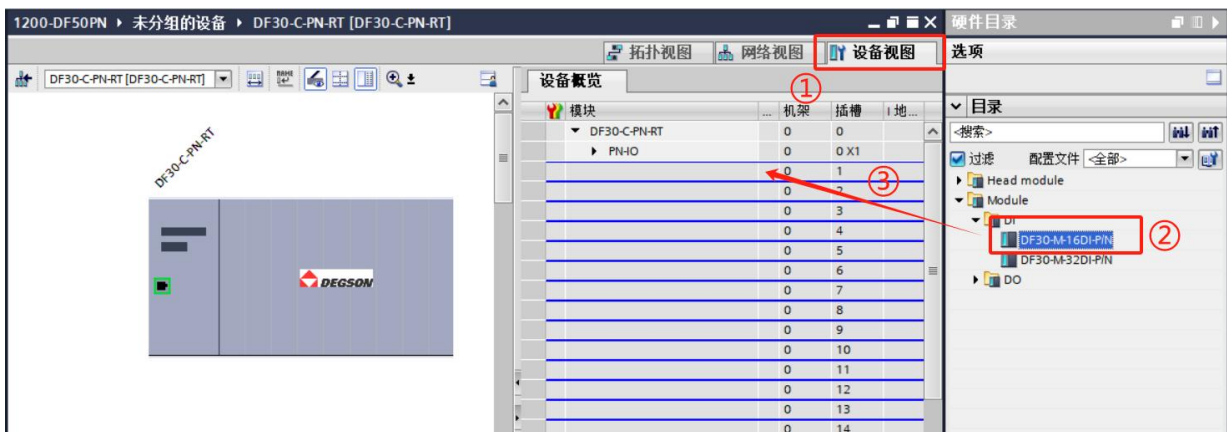 1200-DF50PN ▸ 未分组的设备 ▸ DF30-C-PN-RT [DF30-C-PN-RT]
硬件目录
拓扑视图 网络视图 设备视图
选项
DF30-C-PN-RT [DF30-C-PN-RT]
设备概览
①
目录
模块 ... 机架 插槽 I 地...
<搜索>
DF30-C-PN-RT 0 0
PN-IO 0 0 X1
过滤 配置文件 <全部>
0 1
③
Head module
0 2
Module
0 3
DI
0 4
DF30-M-16DI-P/N
②
0 5
DF30-M-32DI-P/N
0 6
DO
0 7
0 8
0 9
0 10
0 11
0 12
0 13
0 14
DF30-C-PN-RT
DEGSON